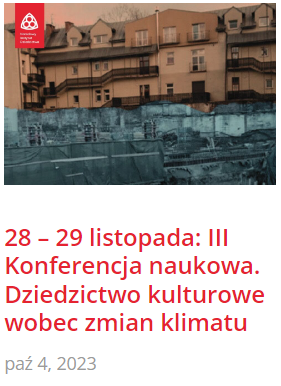 28 – 29 listopada: III
Konferencja naukowa.
Dziedzictwo kulturowe
wobec zmian klimatu
paź 4, 2023